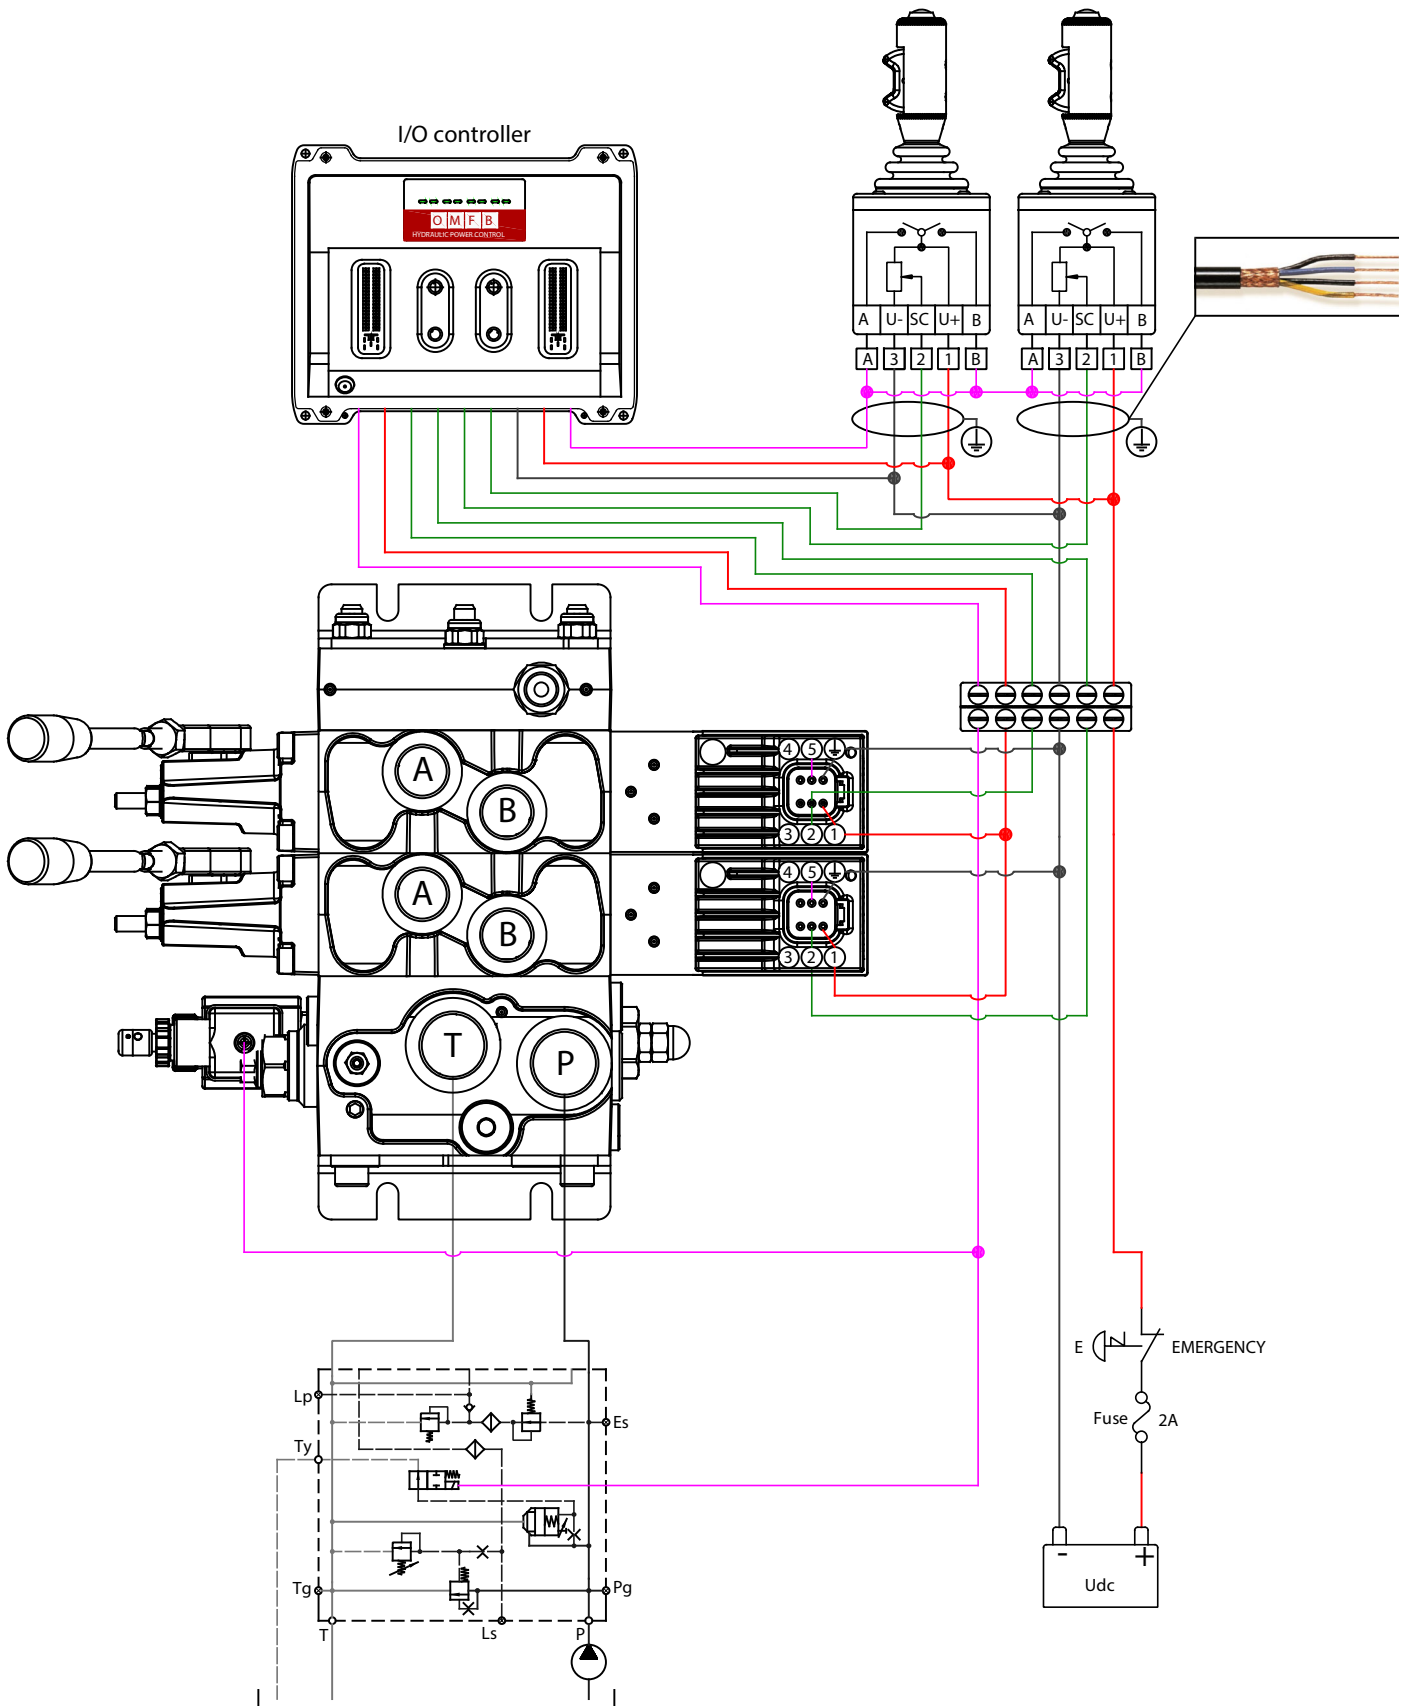 I/O controller
O M F B
HYDRAULIC POWER CONTROL
A U- SC U+ B
A U- SC U+ B
A 3 2 1 B
A 3 2 1 B
A
B
4 5
3 2 1
A
B
4 5
3 2 1
T
P
E
EMERGENCY
Fuse 2A
Lp
Es
Ty
Tg
Pg
T
Ls
P
- +
Udc